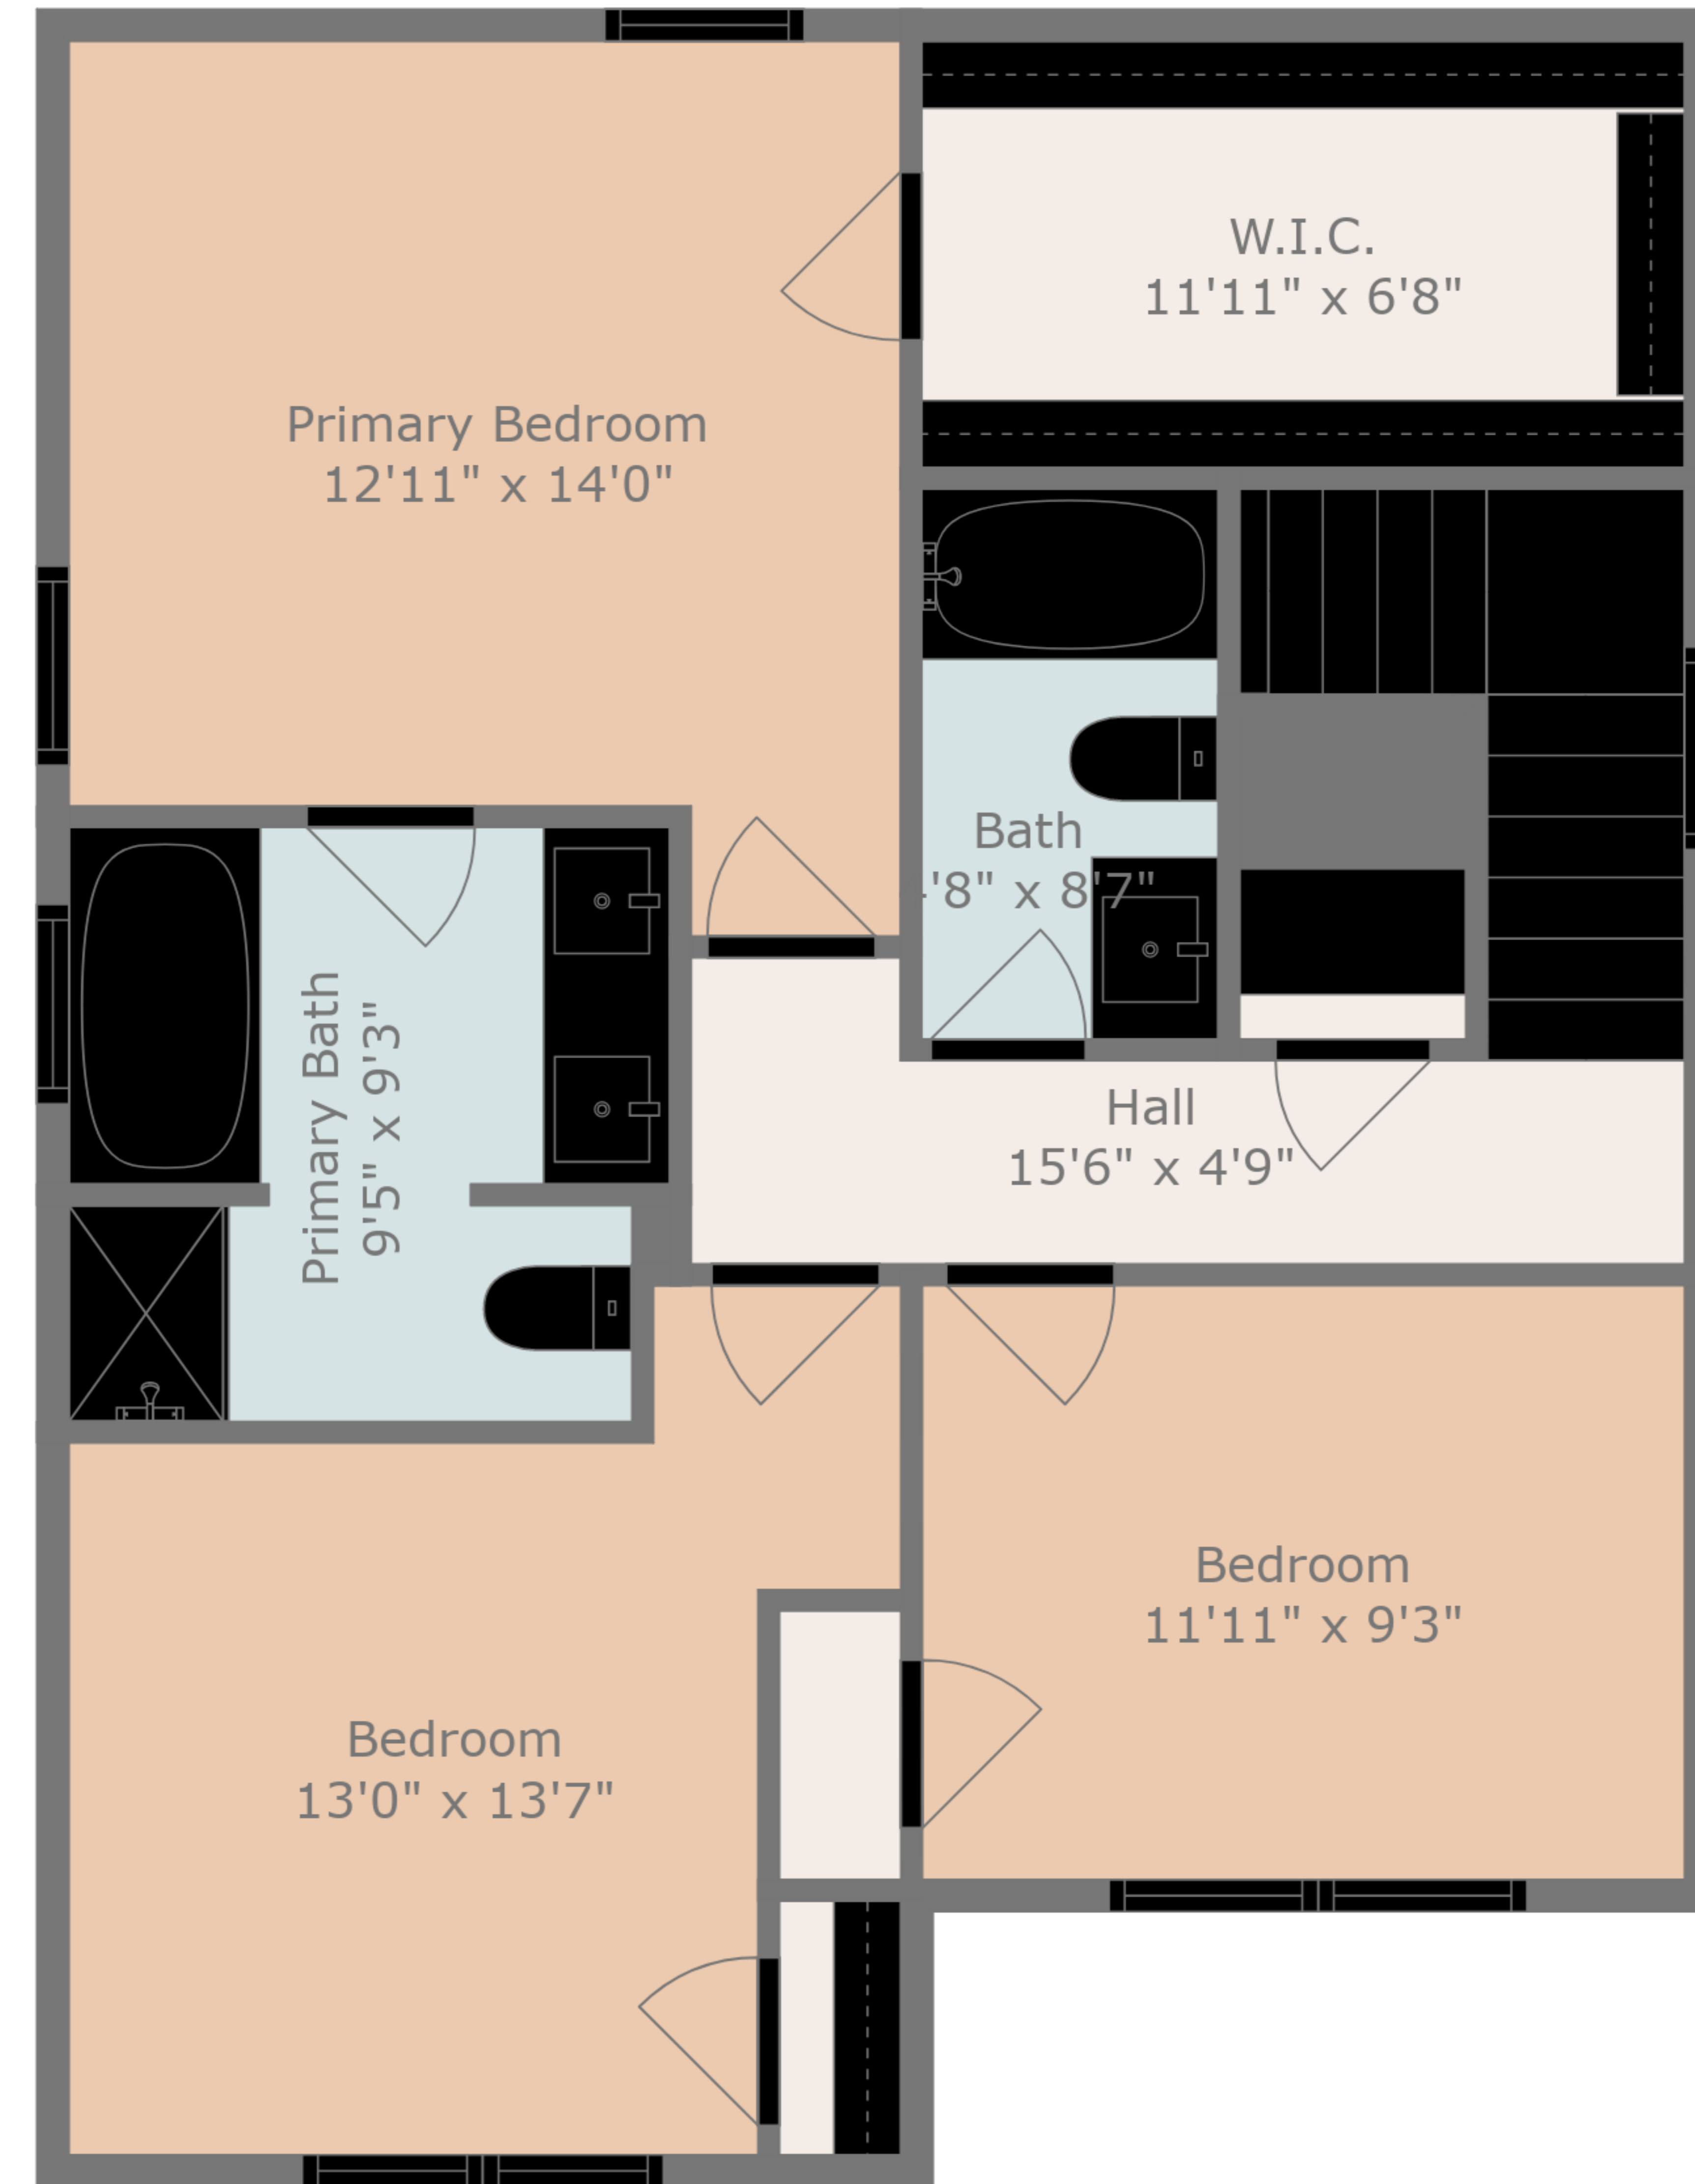 W.I.C.
11'11" x 6'8"
Primary Bedroom
12'11" x 14'0"
Bath
'8" x 8'7"
Primary Bath
9'5" x 9'3"
Hall
15'6" x 4'9"
Bedroom
11'11" x 9'3"
Bedroom
13'0" x 13'7"